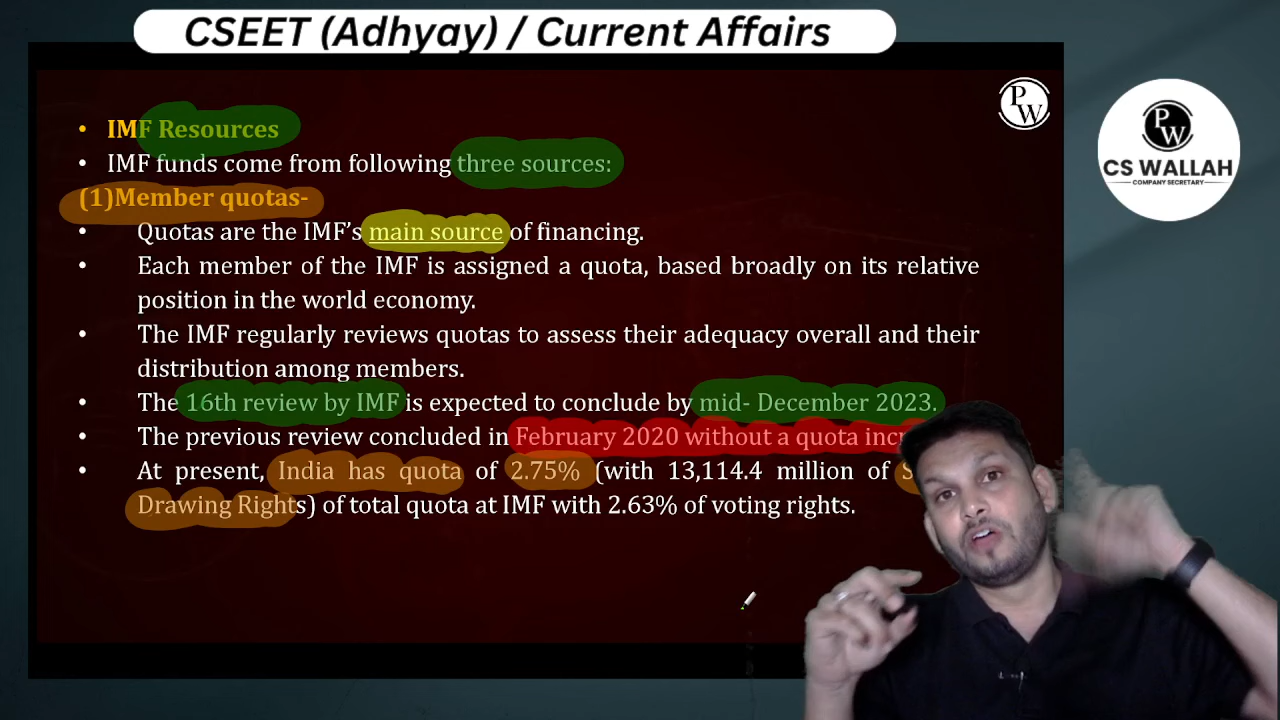 CSEET (Adhyay) / Current Affairs
PW
PW
CS WALLAH
COMPANY SECRETARY
• IMF Resources
• IMF funds come from following three sources:
(1)Member quotas-
• Quotas are the IMF’s main source of financing.
• Each member of the IMF is assigned a quota, based broadly on its relative
position in the world economy.
• The IMF regularly reviews quotas to assess their adequacy overall and their
distribution among members.
• The 16th review by IMF is expected to conclude by mid- December 2023.
• The previous review concluded in February 2020 without a quota
• At present, India has quota of 2.75% (with 13,114.4 million of
Drawing Rights) of total quota at IMF with 2.63% of voting rights.